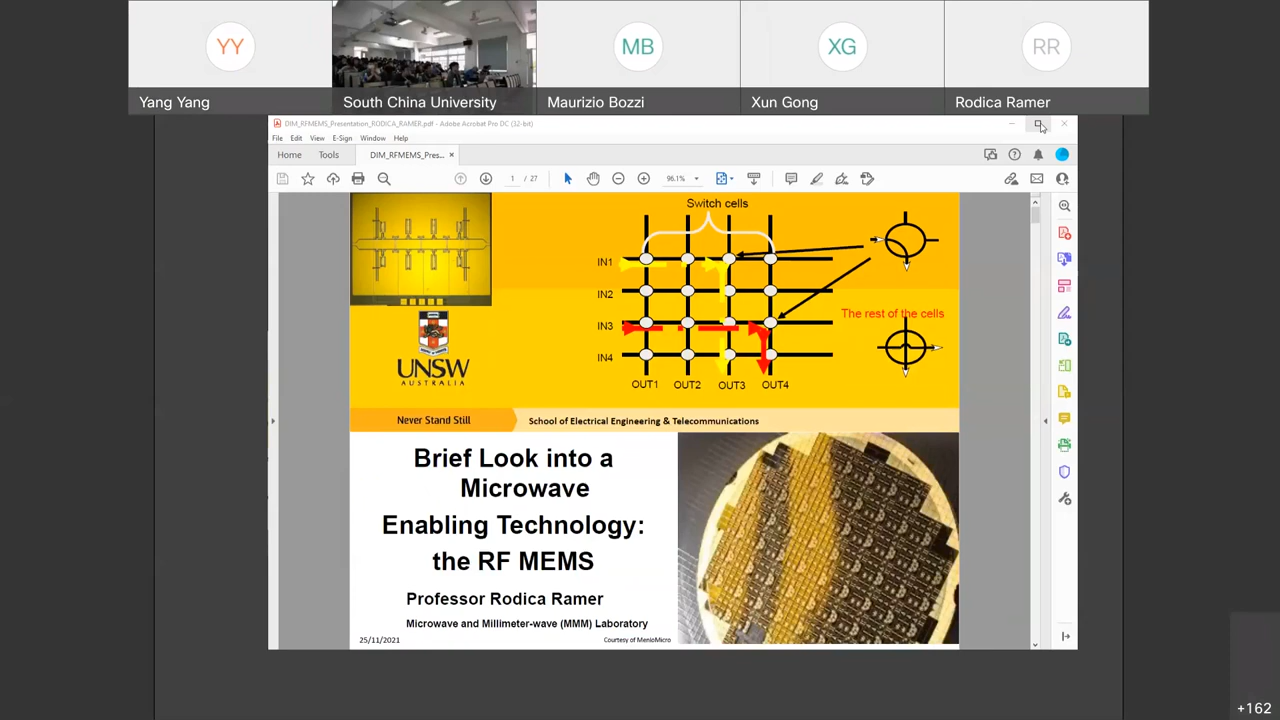 YY
MB
XG
RR
Yang Yang
South China University
Maurizio Bozzi
Xun Gong
Rodica Ramer
DIM_RFMEMS_Presentation_RODICA_RAMER.pdf - Adobe Acrobat Pro DC (32-bit)
File Edit View E-Sign Window Help
Home Tools DIM_RFMEMS_Pres... ×
1 / 27
96.1%
Switch cells
IN1
IN2
IN3
IN4
OUT1 OUT2 OUT3 OUT4
The rest of the cells
UNSW
AUSTRALIA
Never Stand Still
School of Electrical Engineering & Telecommunications
Brief Look into a
Microwave
Enabling Technology:
the RF MEMS
Professor Rodica Ramer
Microwave and Millimeter-wave (MMM) Laboratory
25/11/2021
Courtesy of MenloMicro
+162